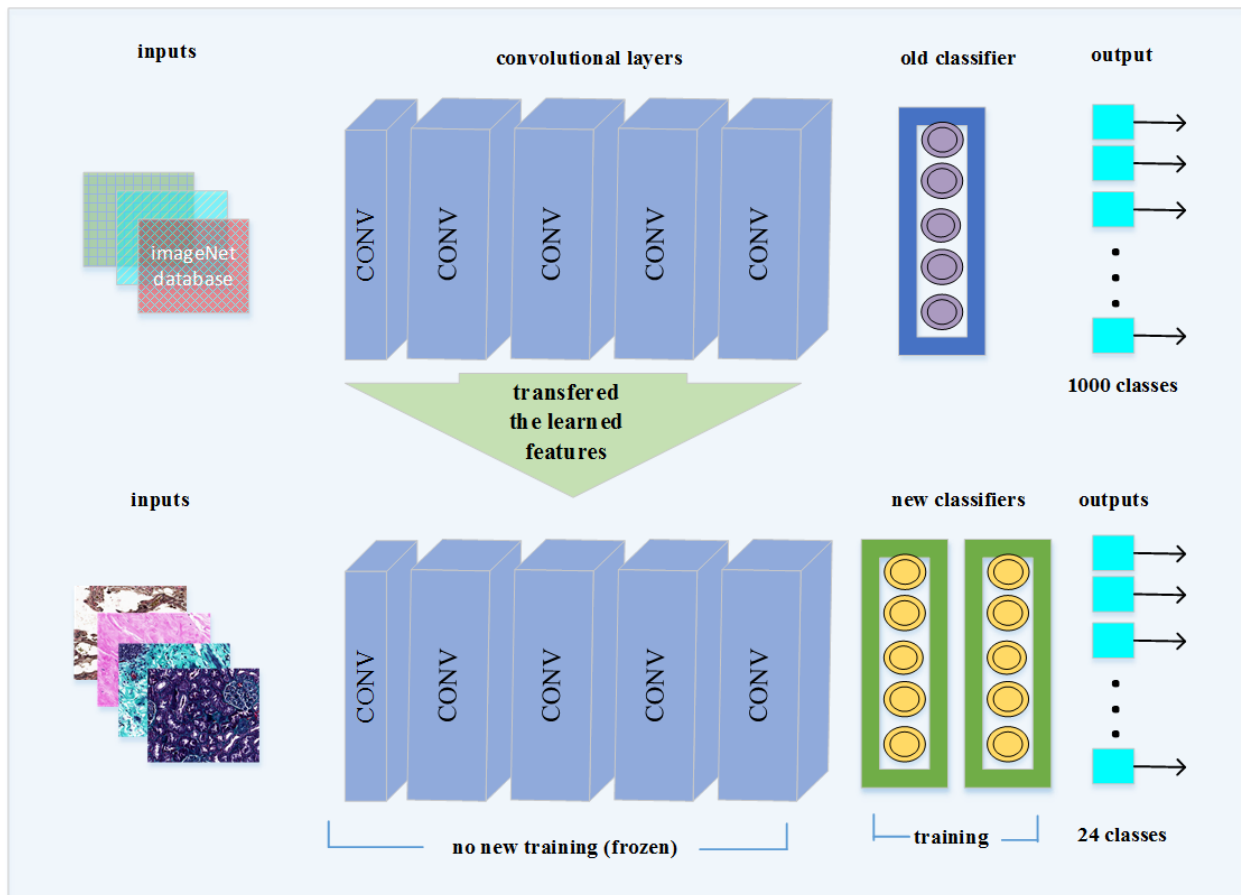 inputs
convolutional layers
old classifier
output
imageNet
database
CONV
CONV
CONV
CONV
CONV
1000 classes
transfered
the learned
features
inputs
new classifiers
outputs
CONV
CONV
CONV
CONV
CONV
no new training (frozen)
training
24 classes